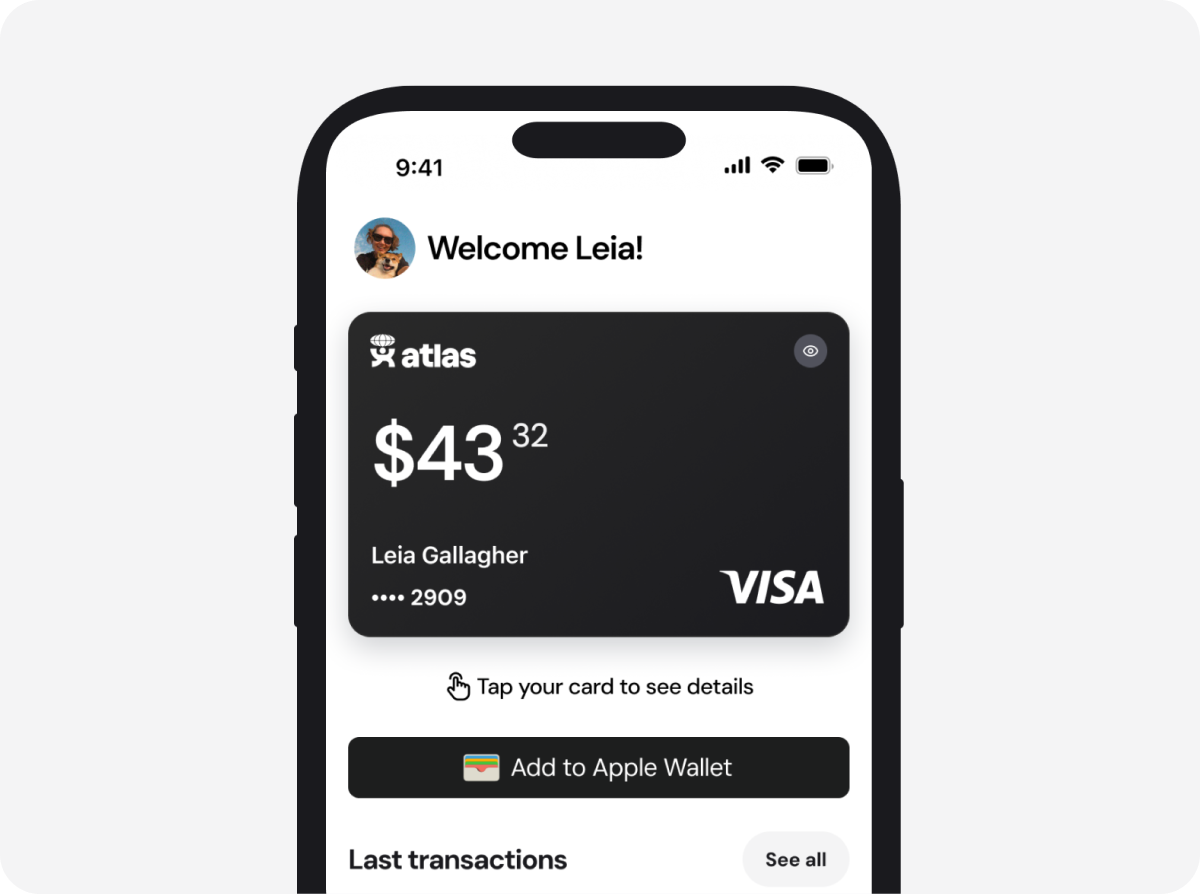 9:41
Welcome Leia!
atlas
$43 32
Leia Gallagher
•••• 2909
VISA
Tap your card to see details
Add to Apple Wallet
Last transactions
See all